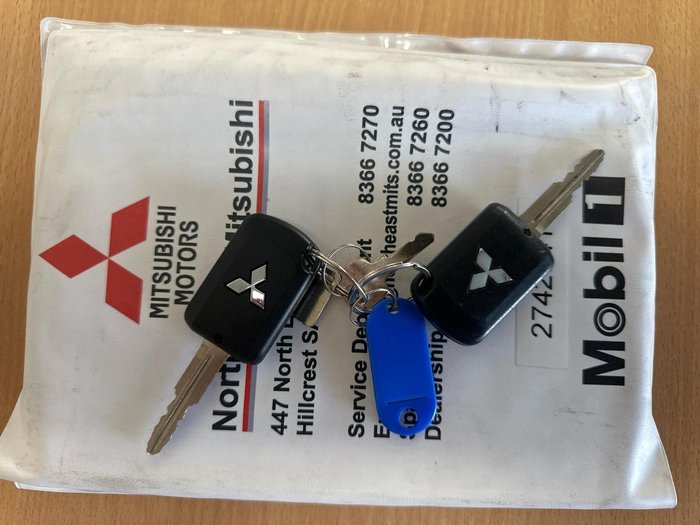 MITSUBISHI
MOTORS
North
Mitsubishi
447 North
Hillcrest SA
Service De
8366 7270
heastmits.com.au
8366 7260
Dealership
8366 7200
2742
Mobil 1